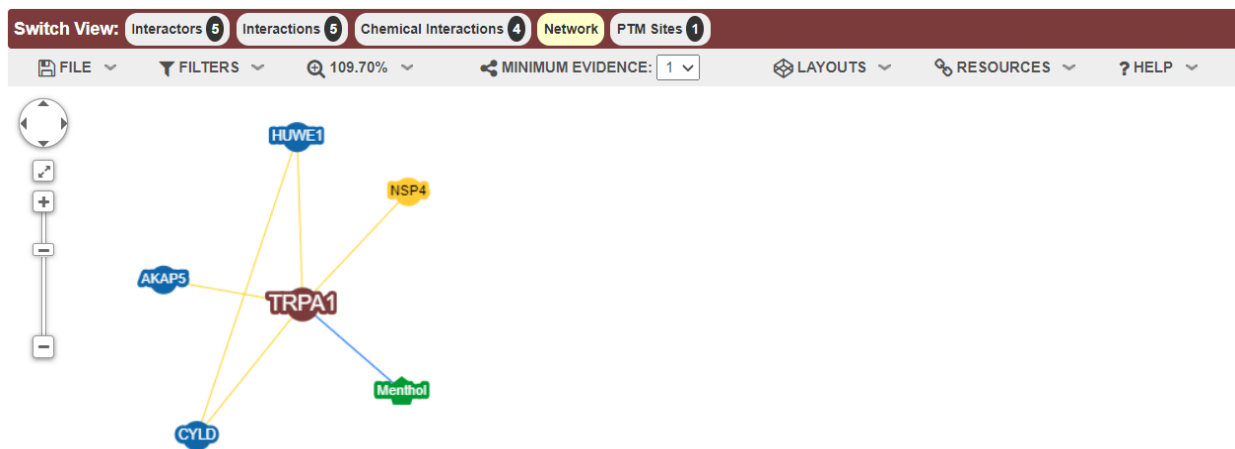 Switch View: Interactors 5 Interactions 5 Chemical Interactions 4 Network PTM Sites 1
FILE FILTERS 109.70% MINIMUM EVIDENCE: 1 LAYOUTS RESOURCES ? HELP
HUWE1
NSP4
AKAP5
TRPA1
Menthol
CYLD